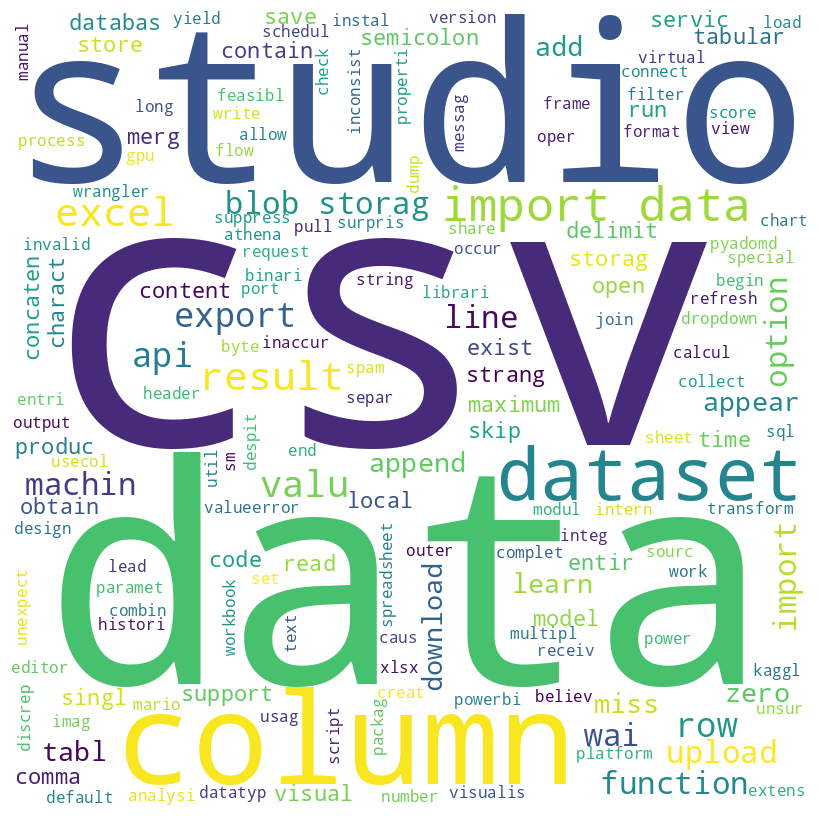 manual
databas
yield
save
instal
version
servic
load
store
schedul
contain
semicolon
add
tabular
studio
long
feasibl
check
inconsist
properti
virtual
connect
process
merg
write
allow
messag
frame
filter
run
score
gpu
flow
oper
format
view
wrangler
dump
excel
blob storag
import data
suppress
pull
surpris
share
delimit
chart
invalid
athena
request
occur
storag
pyadomd
special
concaten
charact
binari
port
string
librari
open
begin
content
csv
option
refresh
export
line
join
dropdown
api
inaccur
byte
exist
calcul
result
spam
strang
collect
entri
header
separ
maximum
appear
output
skip
sheet
time
sql
produc
usecol
util
sm
despit
end
append
dataset
machin
valu
local
obtain
valueerror
modul
intern
transform
design
data
code
read
outer
complet
integ
entir
sourc
import
lead
paramet
set
spreadsheet
learn
work
unexpect
combin
histori
workbook
text
caus
download
model
multipl
receiv
power
editor
xlsx
kaggl
discrep
singl
mario
support
creat
powerbi
believ
miss
zero
unsur
imag
column
usag
script
packag
wai
row
tabl
platform
upload
comma
default
analysi
datatyp
visual
number
visualis
function
extens